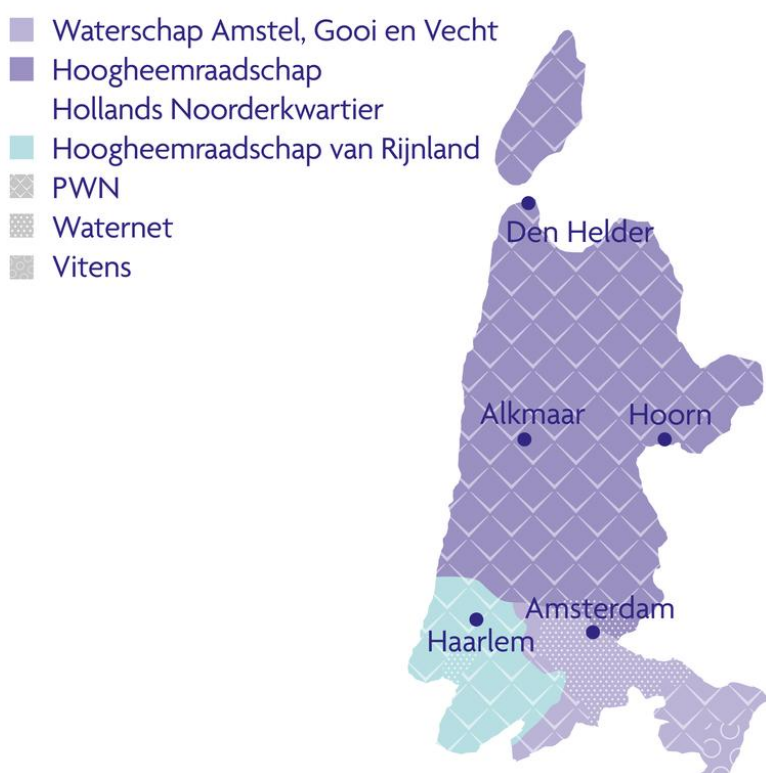 Waterschap Amstel, Gooi en Vecht
Hoogheemraadschap
Hollands Noorderkwartier
Hoogheemraadschap van Rijnland
PWN
Waternet
Vitens
Den Helder
Alkmaar
Hoorn
Amsterdam
Haarlem